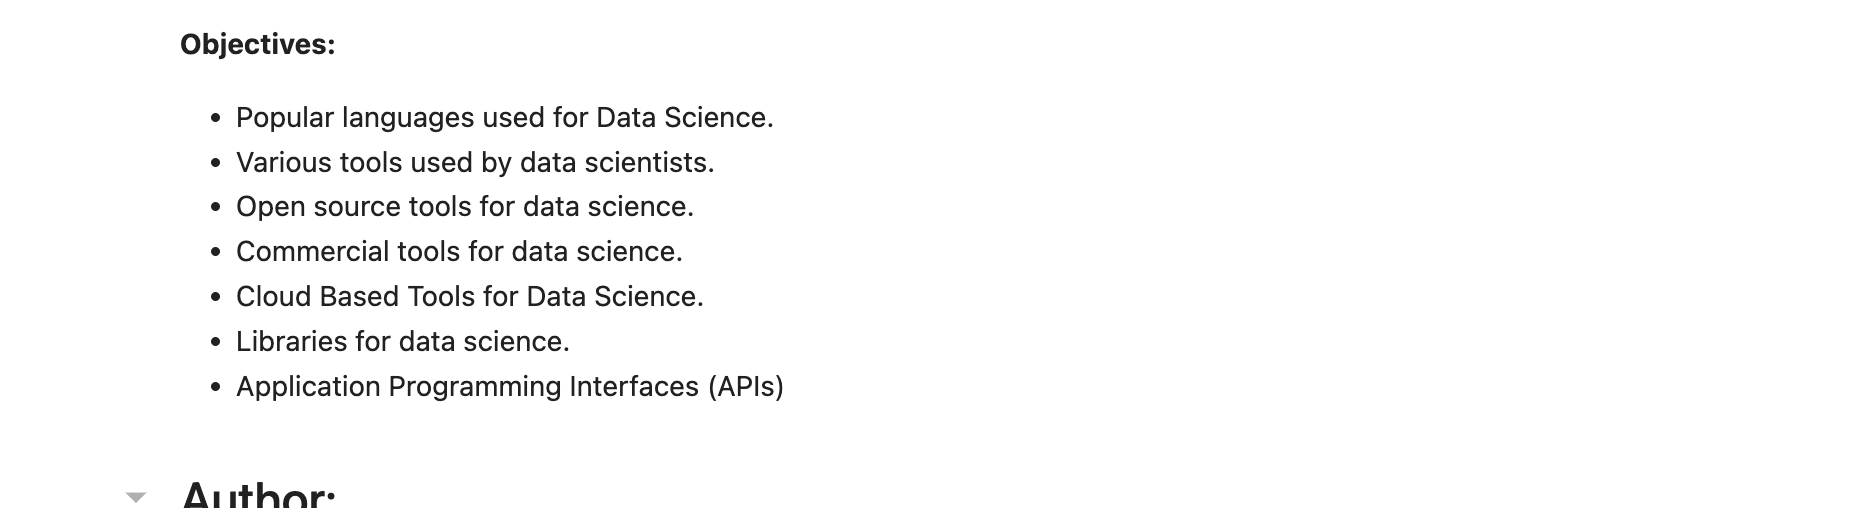 Objectives:
• Popular languages used for Data Science.
• Various tools used by data scientists.
• Open source tools for data science.
• Commercial tools for data science.
• Cloud Based Tools for Data Science.
• Libraries for data science.
• Application Programming Interfaces (APIs)
Author: